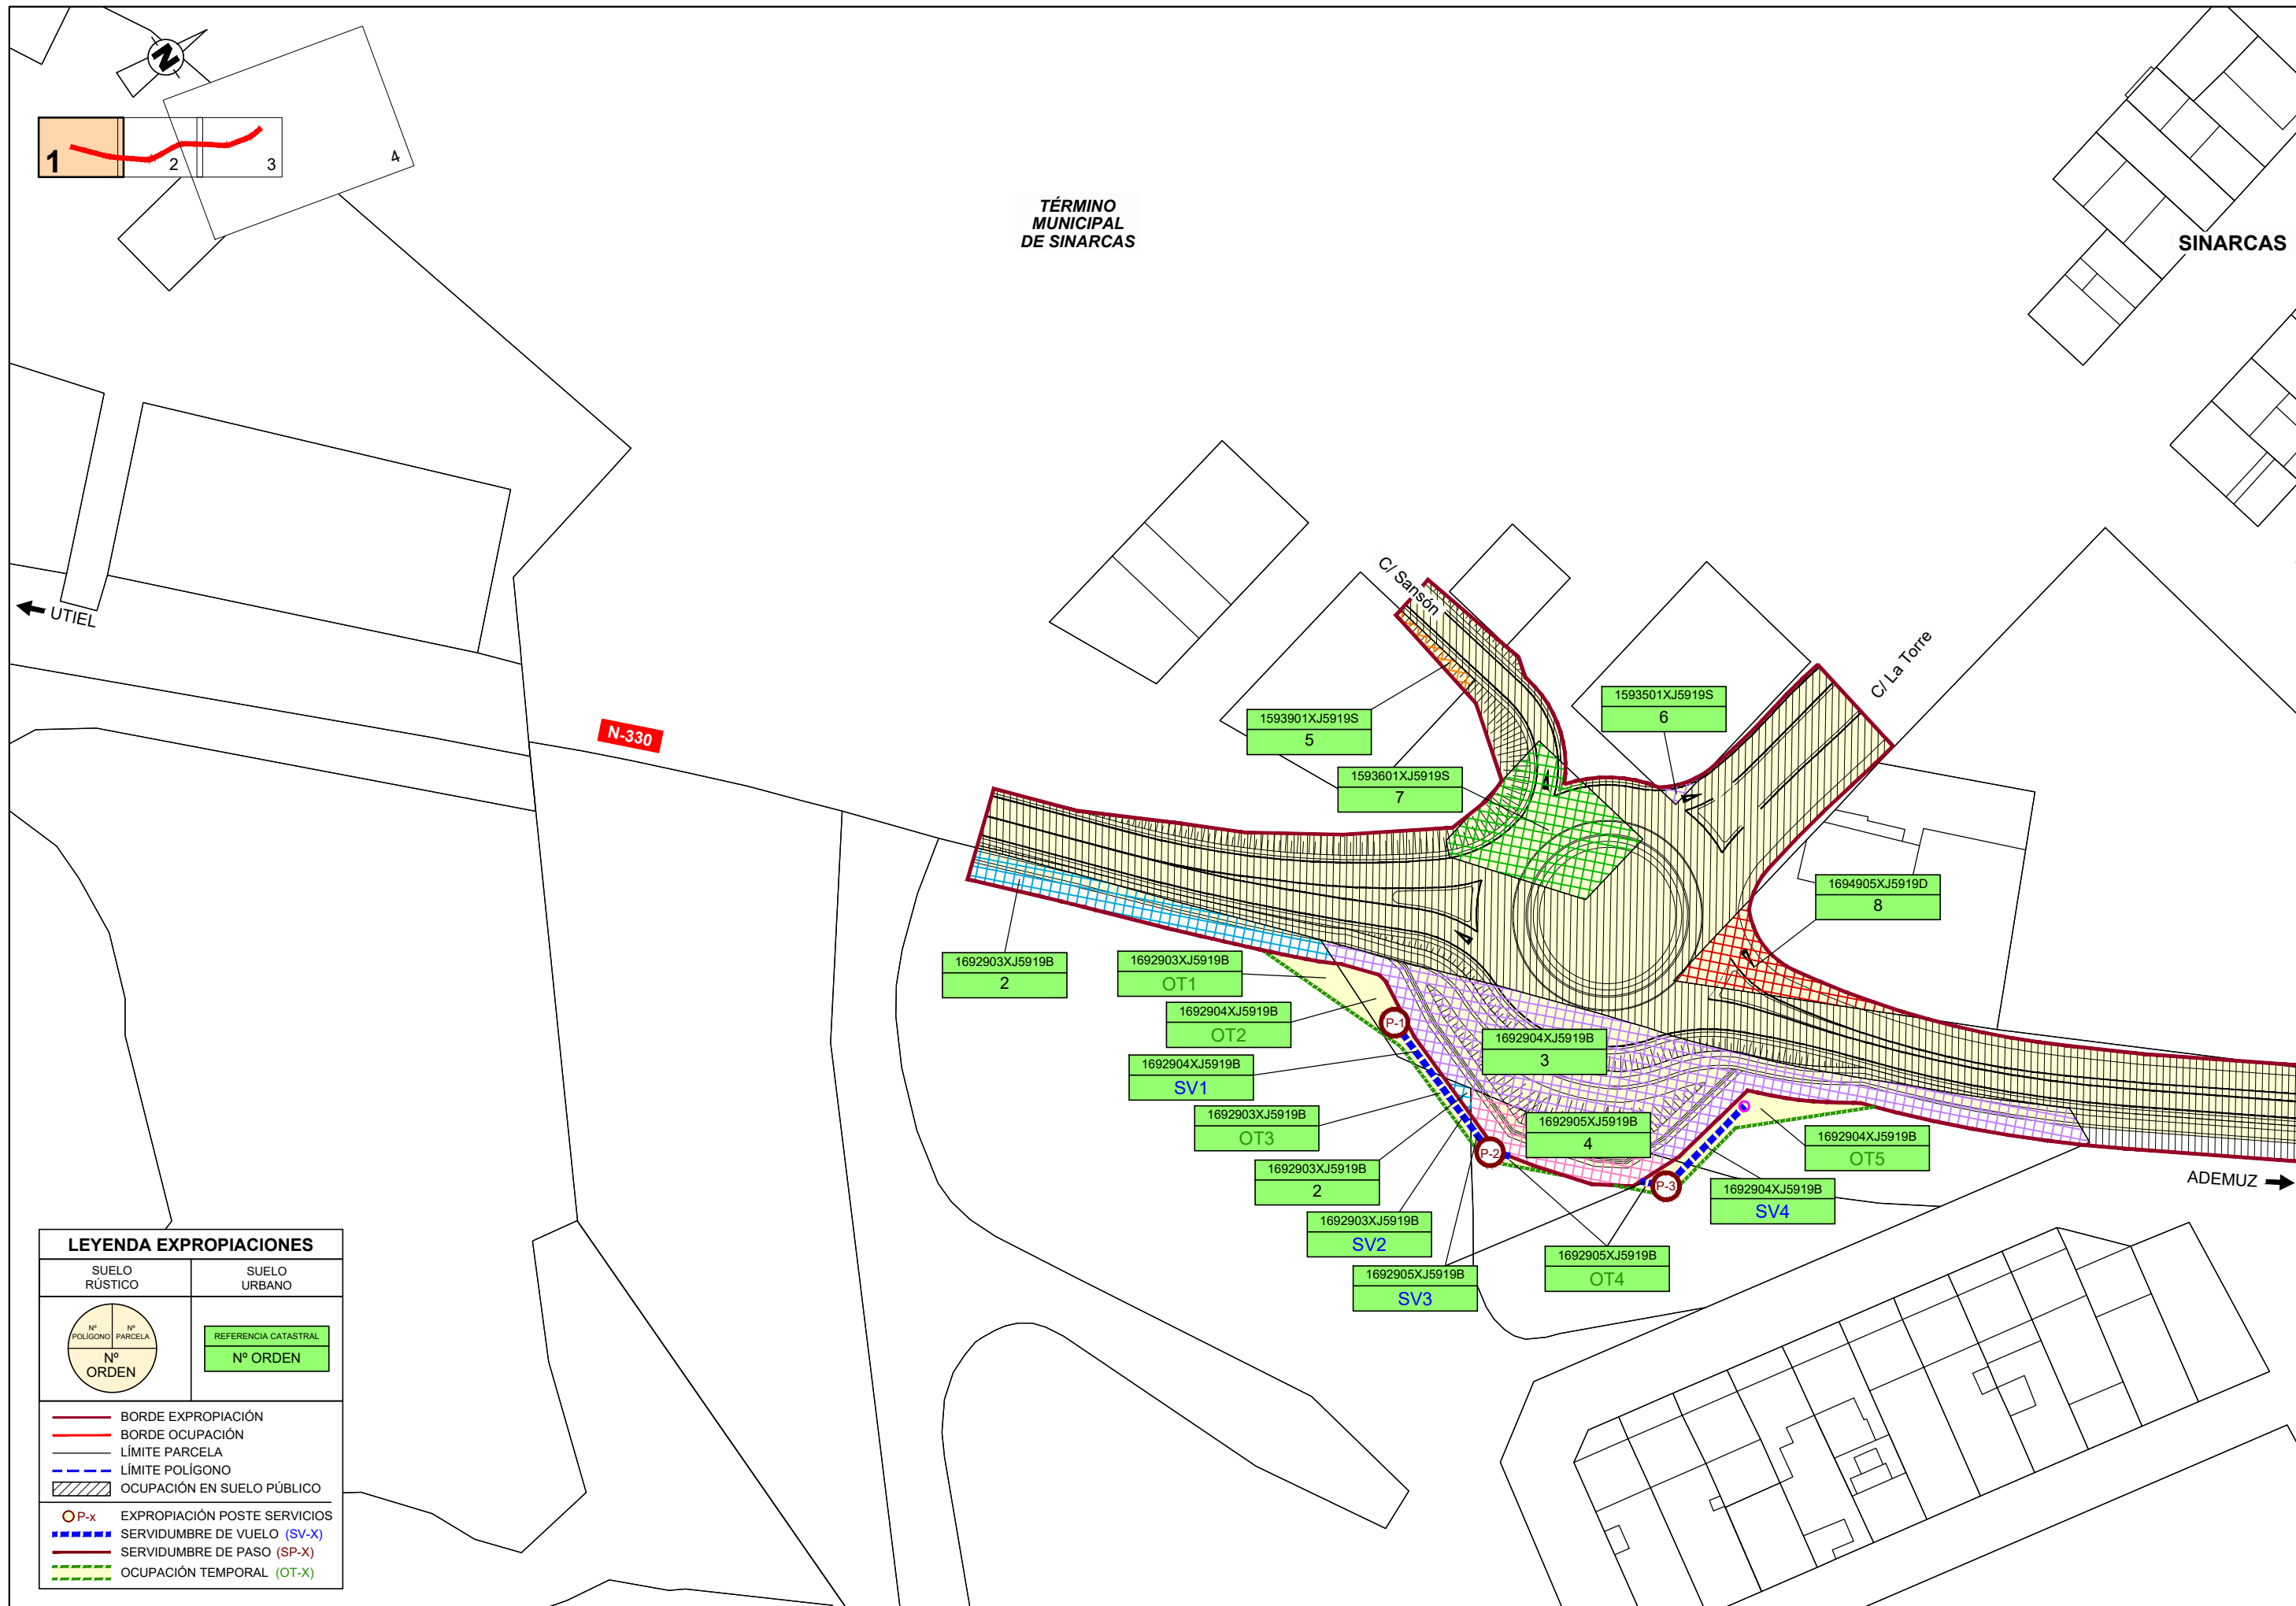 N
1
2
3
4
TÉRMINO
MUNICIPAL
DE SINARCAS
SINARCAS
UTIEL
N-330
C/ Sansón
C/ La Torre
1593501XJ5919S
6
1593901XJ5919S
5
1593601XJ5919S
7
1694905XJ5919D
8
1692903XJ5919B
2
1692903XJ5919B
OT1
1692904XJ5919B
OT2
P-1
1692904XJ5919B
3
1692904XJ5919B
SV1
1692903XJ5919B
OT3
1692905XJ5919B
4
1692904XJ5919B
OT5
P-2
1692903XJ5919B
2
P-3
1692904XJ5919B
SV4
ADEMUZ
1692903XJ5919B
SV2
1692905XJ5919B
OT4
1692905XJ5919B
SV3
LEYENDA EXPROPIACIONES
SUELO
RÚSTICO
SUELO
URBANO
Nº
POLÍGONO
Nº
PARCELA
Nº
ORDEN
REFERENCIA CATASTRAL
Nº ORDEN
BORDE EXPROPIACIÓN
BORDE OCUPACIÓN
LÍMITE PARCELA
LÍMITE POLÍGONO
OCUPACIÓN EN SUELO PÚBLICO
P-x EXPROPIACIÓN POSTE SERVICIOS
SERVIDUMBRE DE VUELO (SV-X)
SERVIDUMBRE DE PASO (SP-X)
OCUPACIÓN TEMPORAL (OT-X)